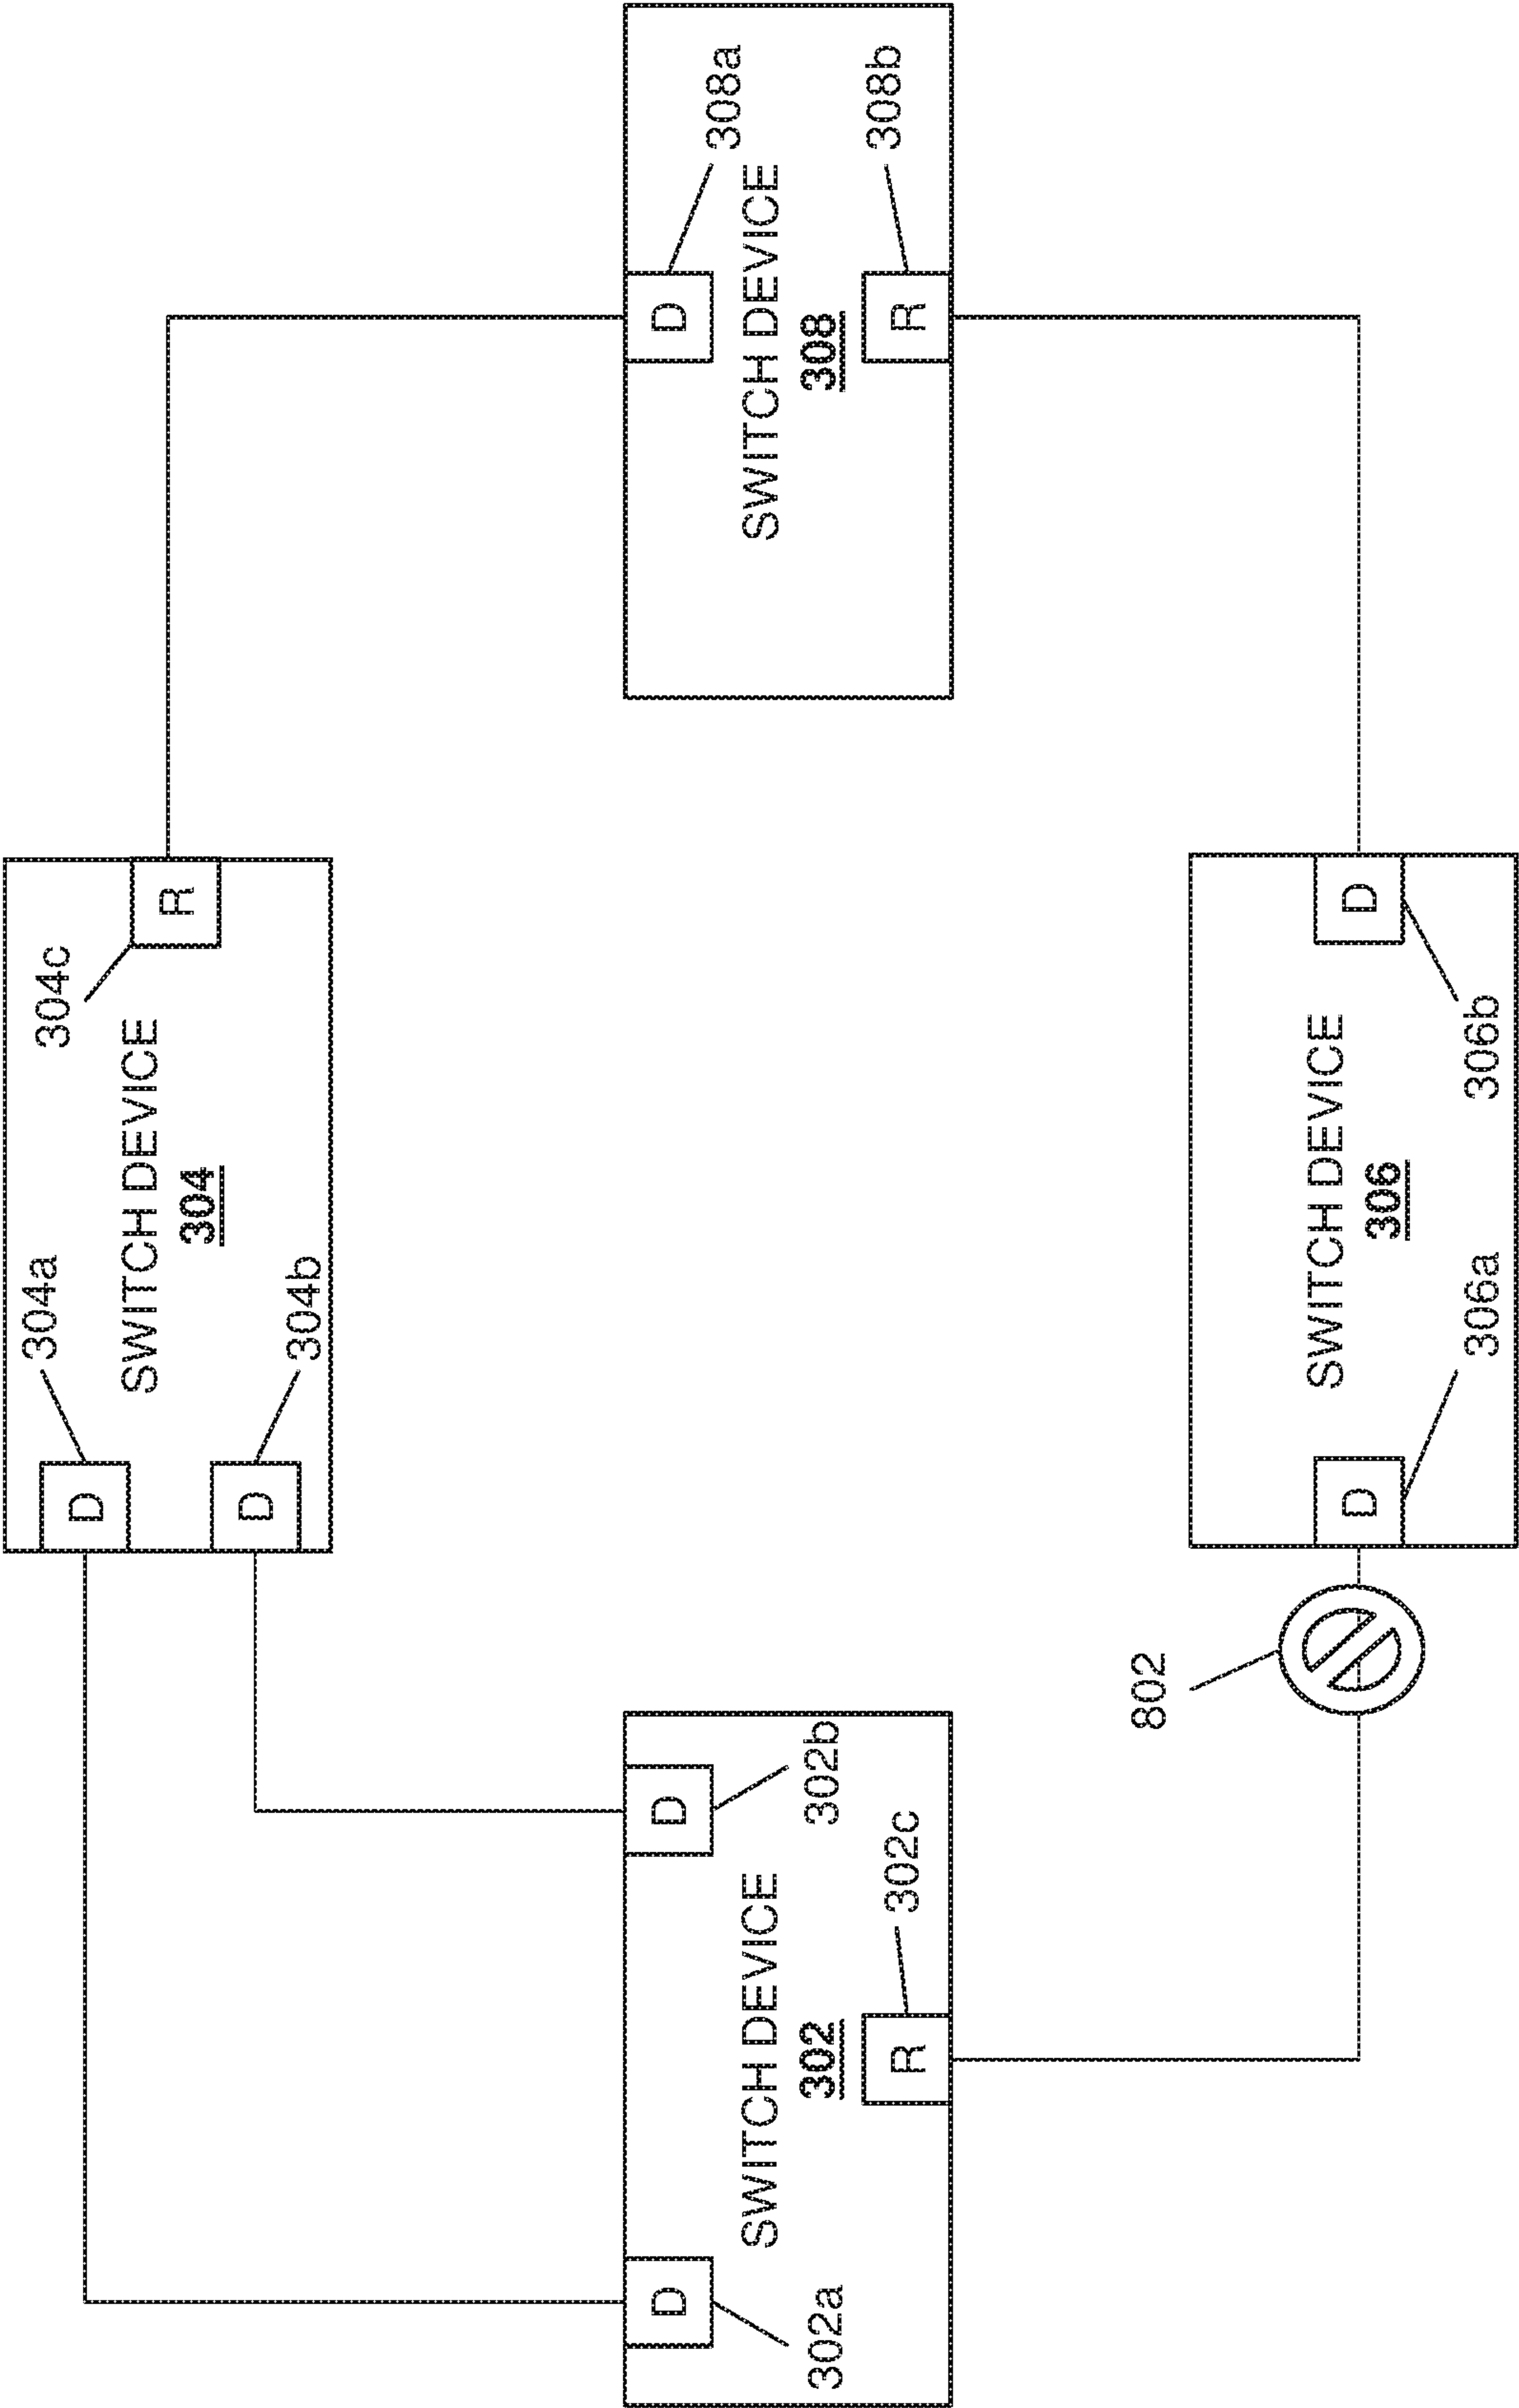 304a
304c
D
SWITCH DEVICE
R
304
D
304b
302a
D
302b
D
SWITCH DEVICE
302
302c
R
308a
D
SWITCH DEVICE
308
308b
R
802
SWITCH DEVICE
306
D
D
306a
306b